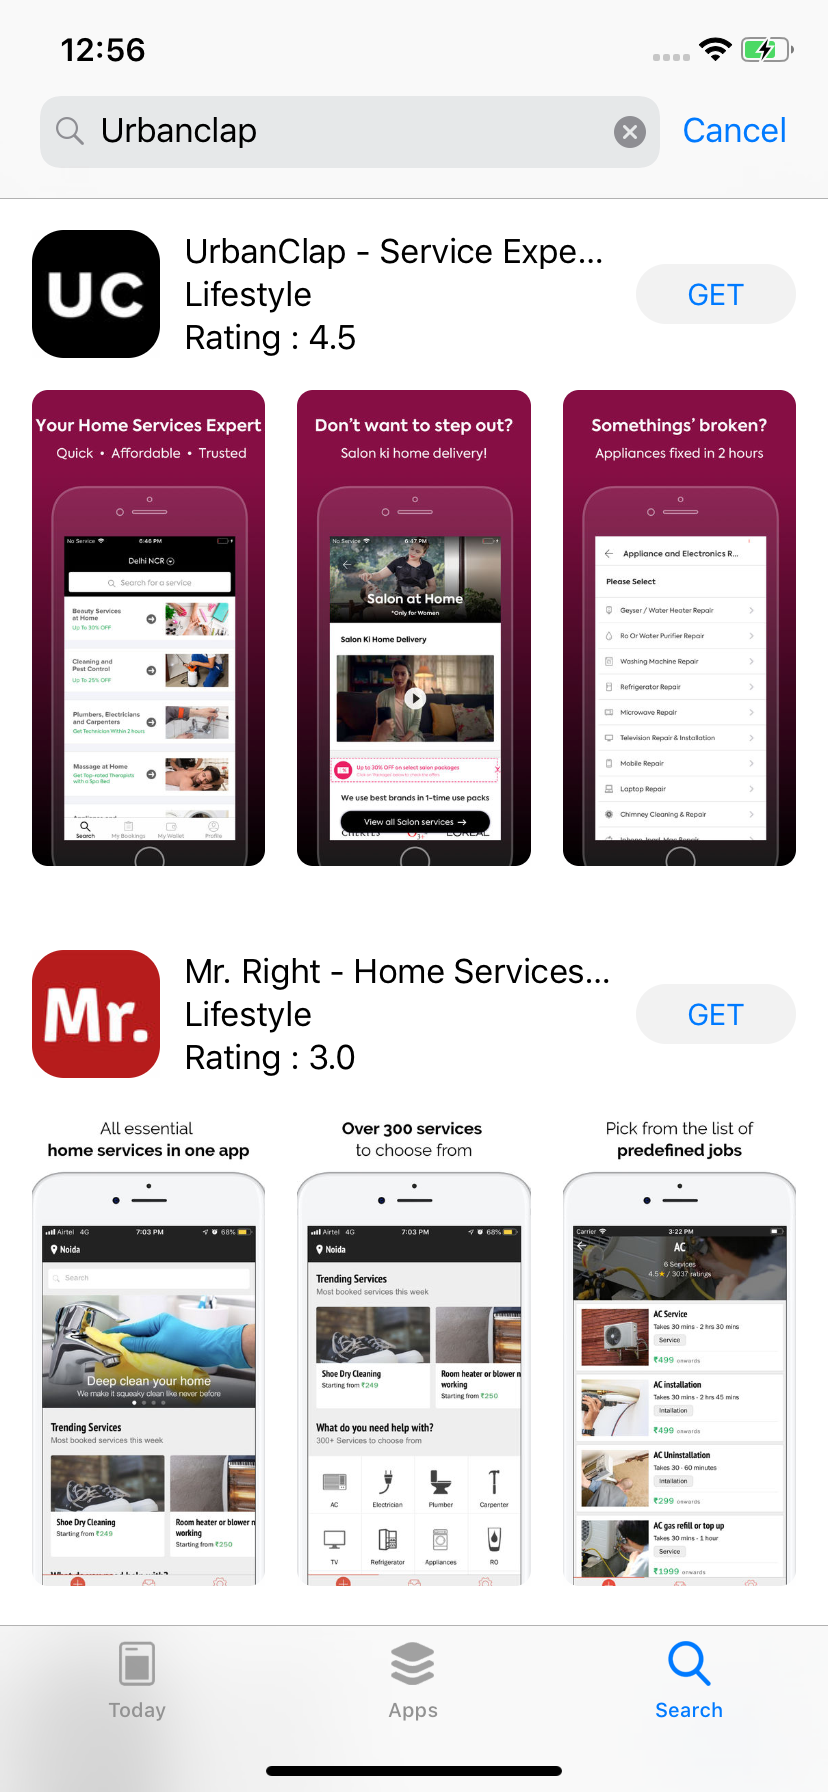 12:56
Urbanclap
Cancel
UC
UrbanClap - Service Expe...
Lifestyle
Rating : 4.5
GET
Your Home Services Expert
Quick • Affordable • Trusted
No Service
6:46 PM
Delhi NCR
Search for a service
Beauty Services
at Home
Up To 30% OFF
Cleaning and
Pest Control
Up To 25% OFF
Plumbers, Electricians
and Carpenters
Get Technician Within 2 hours
Massage at Home
Get Top-rated Therapists
with a Spa Bed
Search
My Bookings
My Wallet
Profile
Don't want to step out?
Salon ki home delivery!
No Service
6:47 PM
Salon at Home
*Only for Women
Salon Ki Home Delivery
Up to 30% OFF on select salon packages
We use best brands in 1-time use packs
View all Salon services →
Somethings' broken?
Appliances fixed in 2 hours
Appliance and Electronics R...
Please Select
Geyser / Water Heater Repair
Ro Or Water Purifier Repair
Washing Machine Repair
Refrigerator Repair
Microwave Repair
Television Repair & Installation
Mobile Repair
Laptop Repair
Chimney Cleaning & Repair
Mr.
Mr. Right - Home Services...
Lifestyle
Rating : 3.0
GET
All essential
home services in one app
Airtel 4G
7:03 PM
68%
Noida
Search
Deep clean your home
We make it squeaky clean like never before
Trending Services
Most booked services this week
Shoe Dry Cleaning
Starting from ₹249
Room heater or blower n
working
Starting from ₹250
Over 300 services
to choose from
Airtel 4G
7:03 PM
68%
Noida
Trending Services
Most booked services this week
Shoe Dry Cleaning
Starting from ₹249
Room heater or blower n
working
Starting from ₹250
What do you need help with?
300+ Services to choose from
AC
Electrician
Plumber
Carpenter
TV
Refrigerator
Appliances
RO
Pick from the list of
predefined jobs
Carrier
3:22 PM
AC
6 Services
4.5★ / 3037 ratings
AC Service
Takes 30 mins - 2 hrs 30 mins
Service
₹499 onwards
AC installation
Takes 30 mins - 2 hrs 45 mins
Intallation
₹499 onwards
AC Uninstallation
Takes 30 - 60 minutes
Intallation
₹299 onwards
AC gas refill or top up
Takes 30 mins - 1 hour
Service
₹1999 onwards
Today
Apps
Search